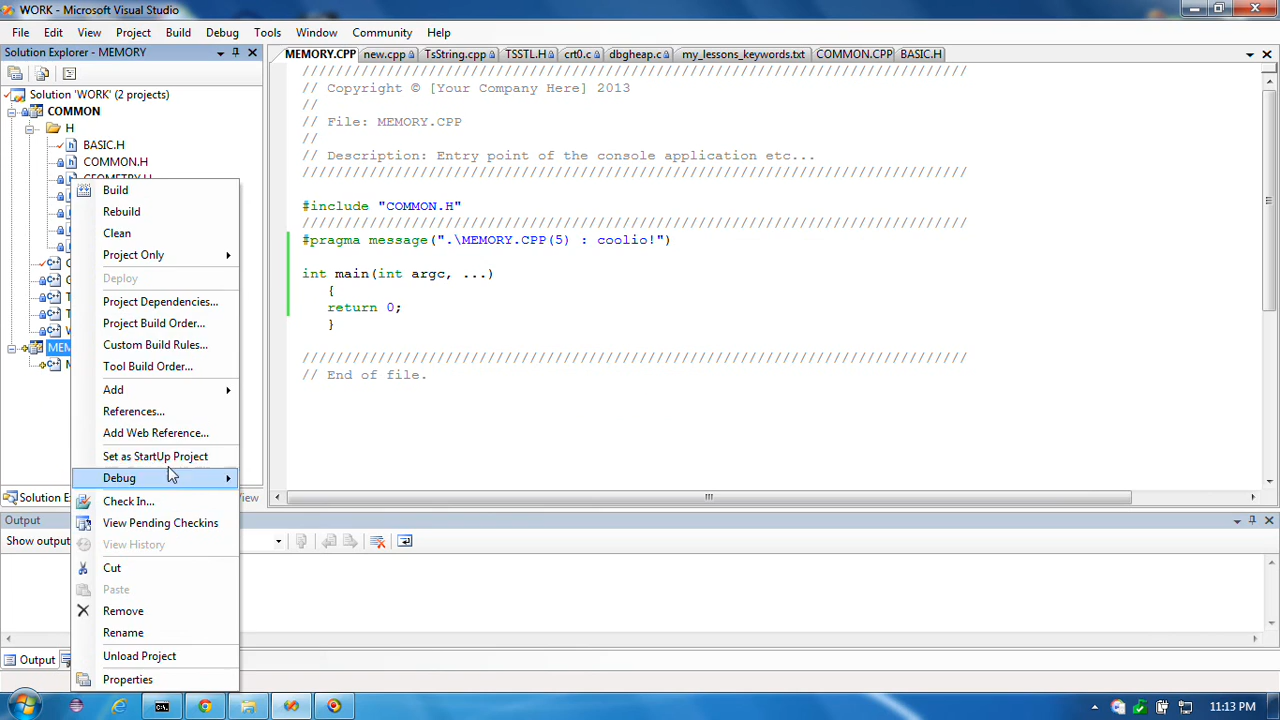 WORK - Microsoft Visual Studio
File Edit View Project Build Debug Tools Window Community Help
Solution Explorer - MEMORY
MEMORY.CPP new.cpp TsString.cpp TSSTL.H crt0.c dbgheap.c my_lessons_keywords.txt COMMON.CPP BASIC.H
Solution 'WORK' (2 projects)
COMMON
H
BASIC.H
COMMON.H
GEOMETRY.H
Build
Rebuild
Clean
Project Only
Deploy
Project Dependencies...
Project Build Order...
Custom Build Rules...
Tool Build Order...
Add
References...
Add Web Reference...
Set as StartUp Project
Debug
Check In...
View Pending Checkins
View History
Cut
Paste
Remove
Rename
Unload Project
Properties
////////////////////////////////////////////////////////////////////////////////
// Copyright © [Your Company Here] 2013
//
// File: MEMORY.CPP
//
// Description: Entry point of the console application etc...
////////////////////////////////////////////////////////////////////////////////
#include "COMMON.H"
////////////////////////////////////////////////////////////////////////////////
#pragma message(".\MEMORY.CPP(5) : coolio!")
int main(int argc, ...)
{
return 0;
}
////////////////////////////////////////////////////////////////////////////////
// End of file.
Solution E
View
Output
Show output
Output
11:13 PM